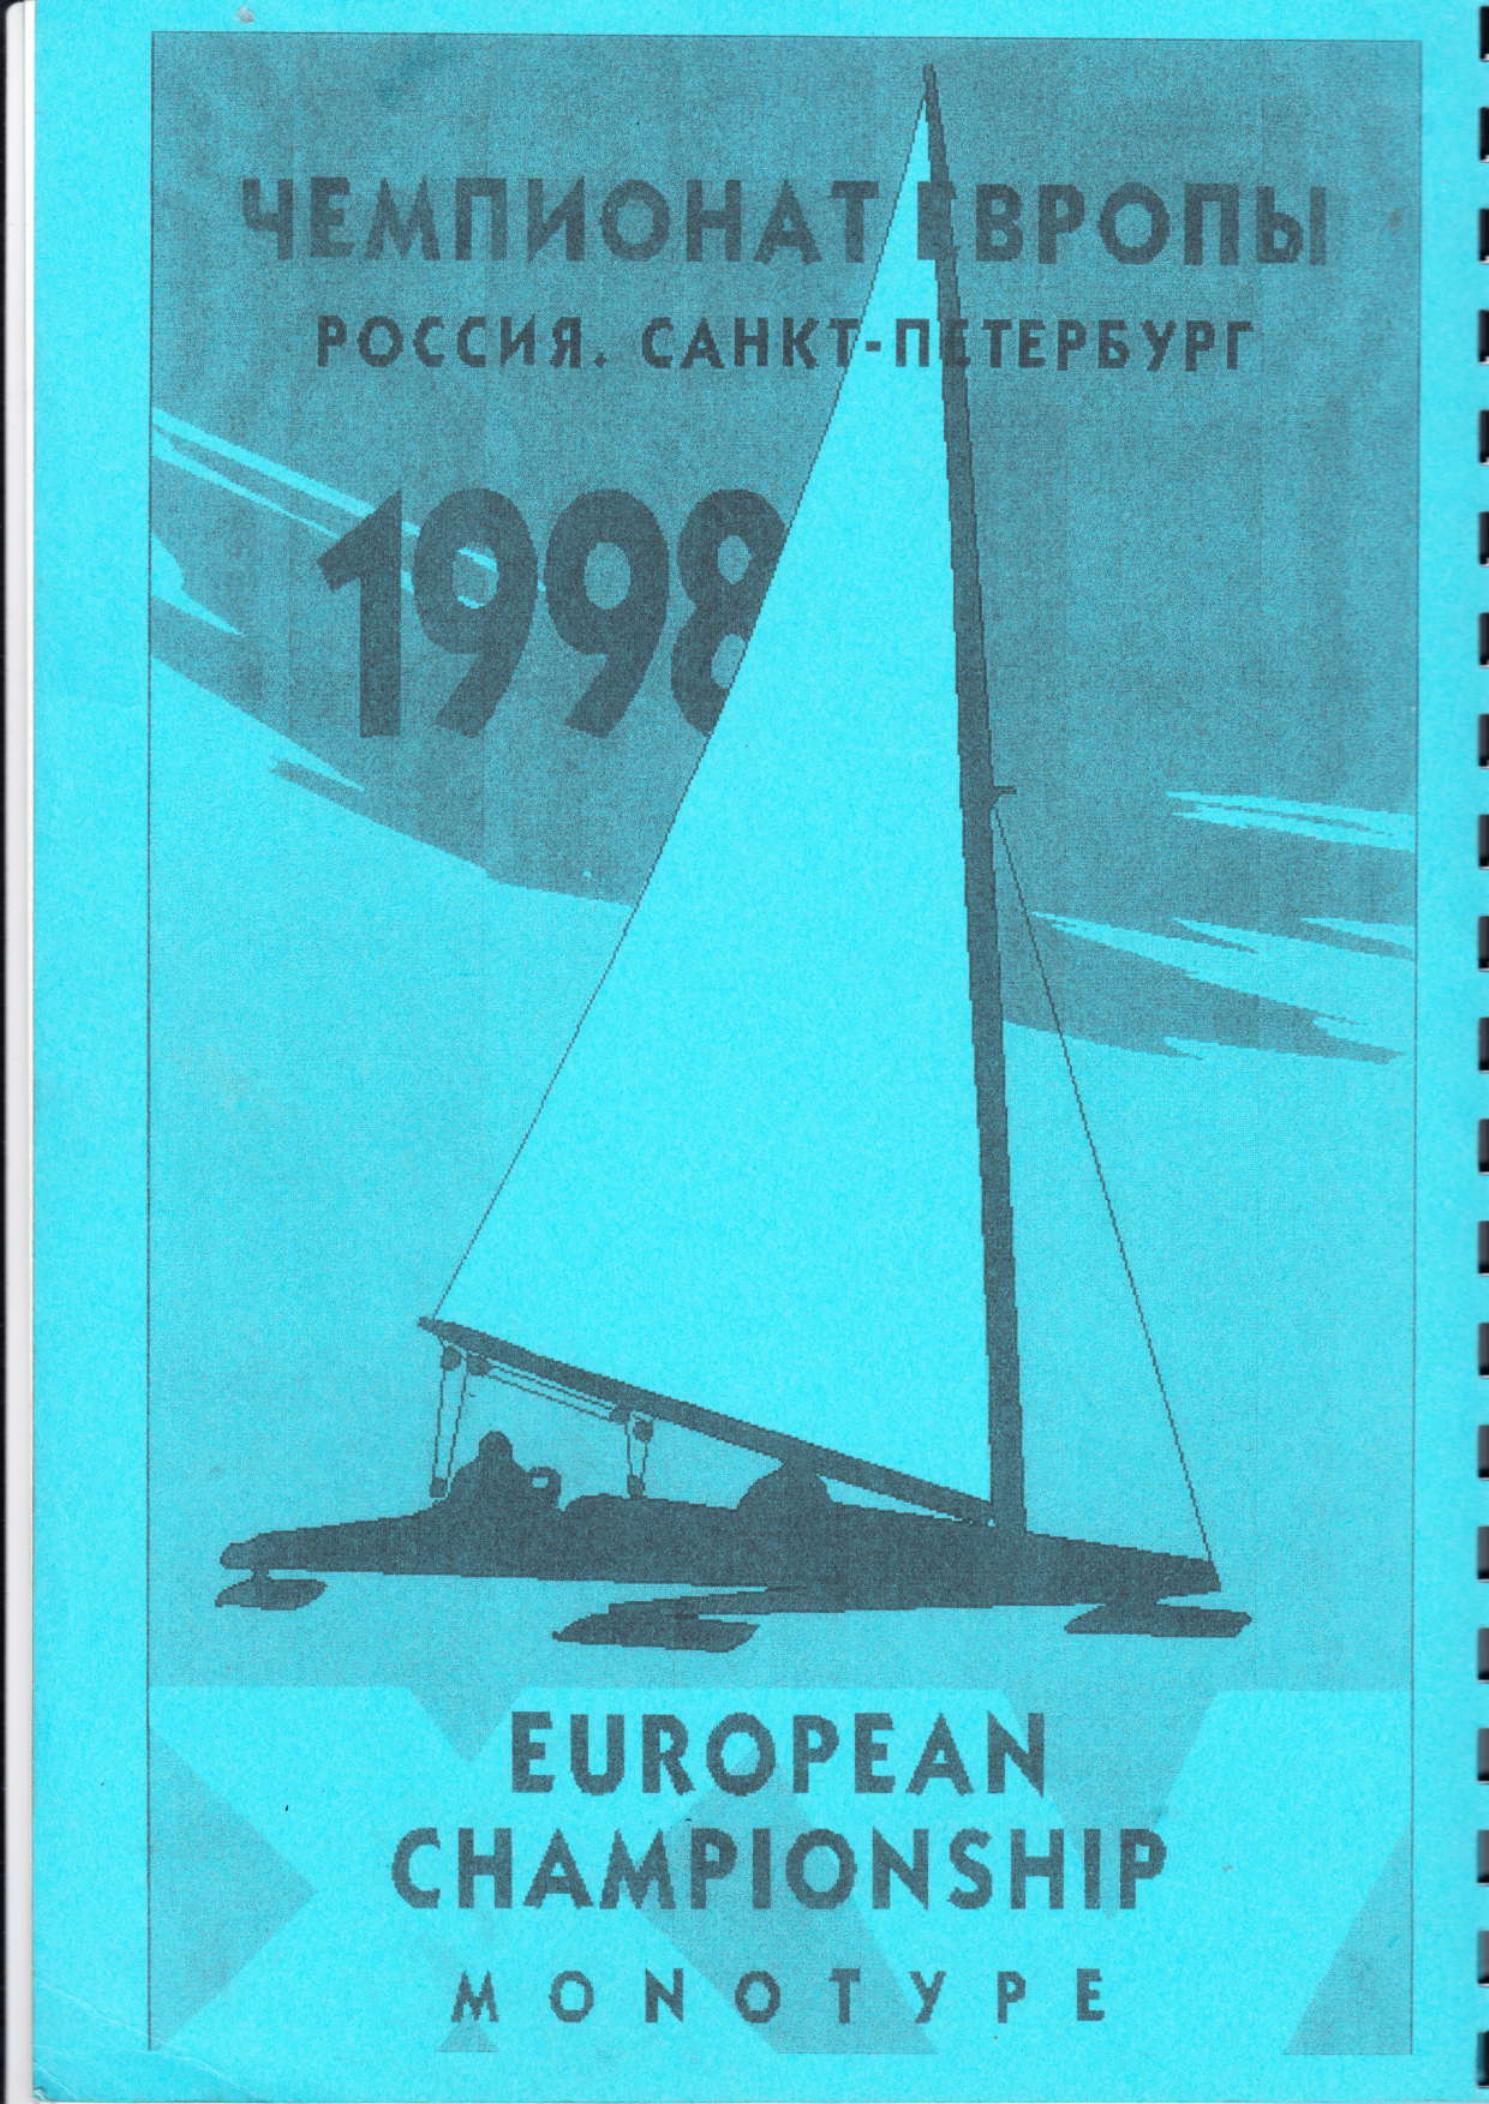 ЧЕМПИОНАТ ЕВРОПЫ
РОССИЯ. САНКТ-ПЕТЕРБУРГ
1998
EUROPEAN
CHAMPIONSHIP
MONOTYPE